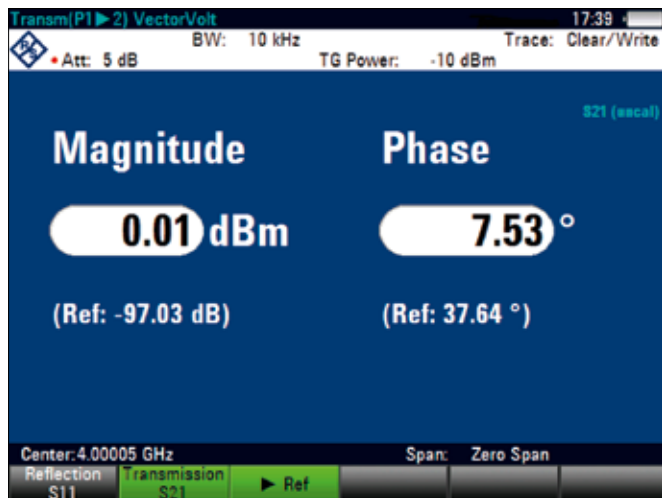 Transm(P1►2) VectorVolt 17:39
R&S BW: 10 kHz Trace: Clear/Write
• Att: 5 dB TG Power: -10 dBm
S21 (uncal)
Magnitude Phase
0.01 dBm 7.53 °
(Ref: -97.03 dB) (Ref: 37.64 °)
Center:4.00005 GHz Span: Zero Span
Reflection S11 Transmission S21 ► Ref